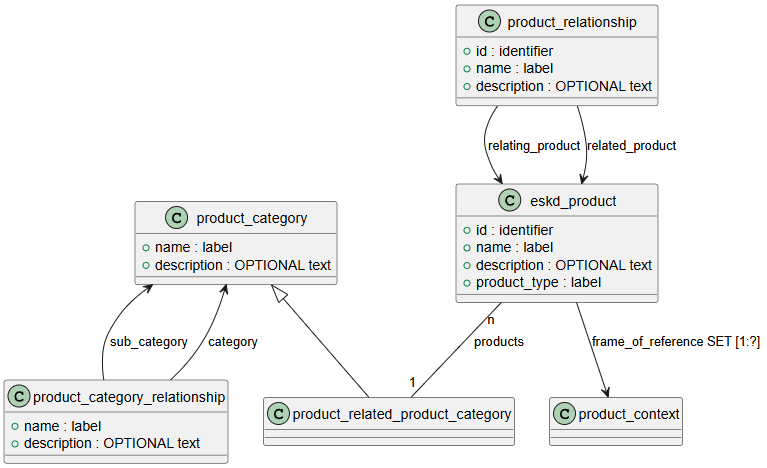 C product_relationship
id : identifier
name : label
description : OPTIONAL text
relating_product
related_product
C eskd_product
id : identifier
name : label
description : OPTIONAL text
product_type : label
C product_category
name : label
description : OPTIONAL text
sub_category
category
n
products
1
frame_of_reference SET [1:?]
C product_category_relationship
name : label
description : OPTIONAL text
C product_related_product_category
C product_context